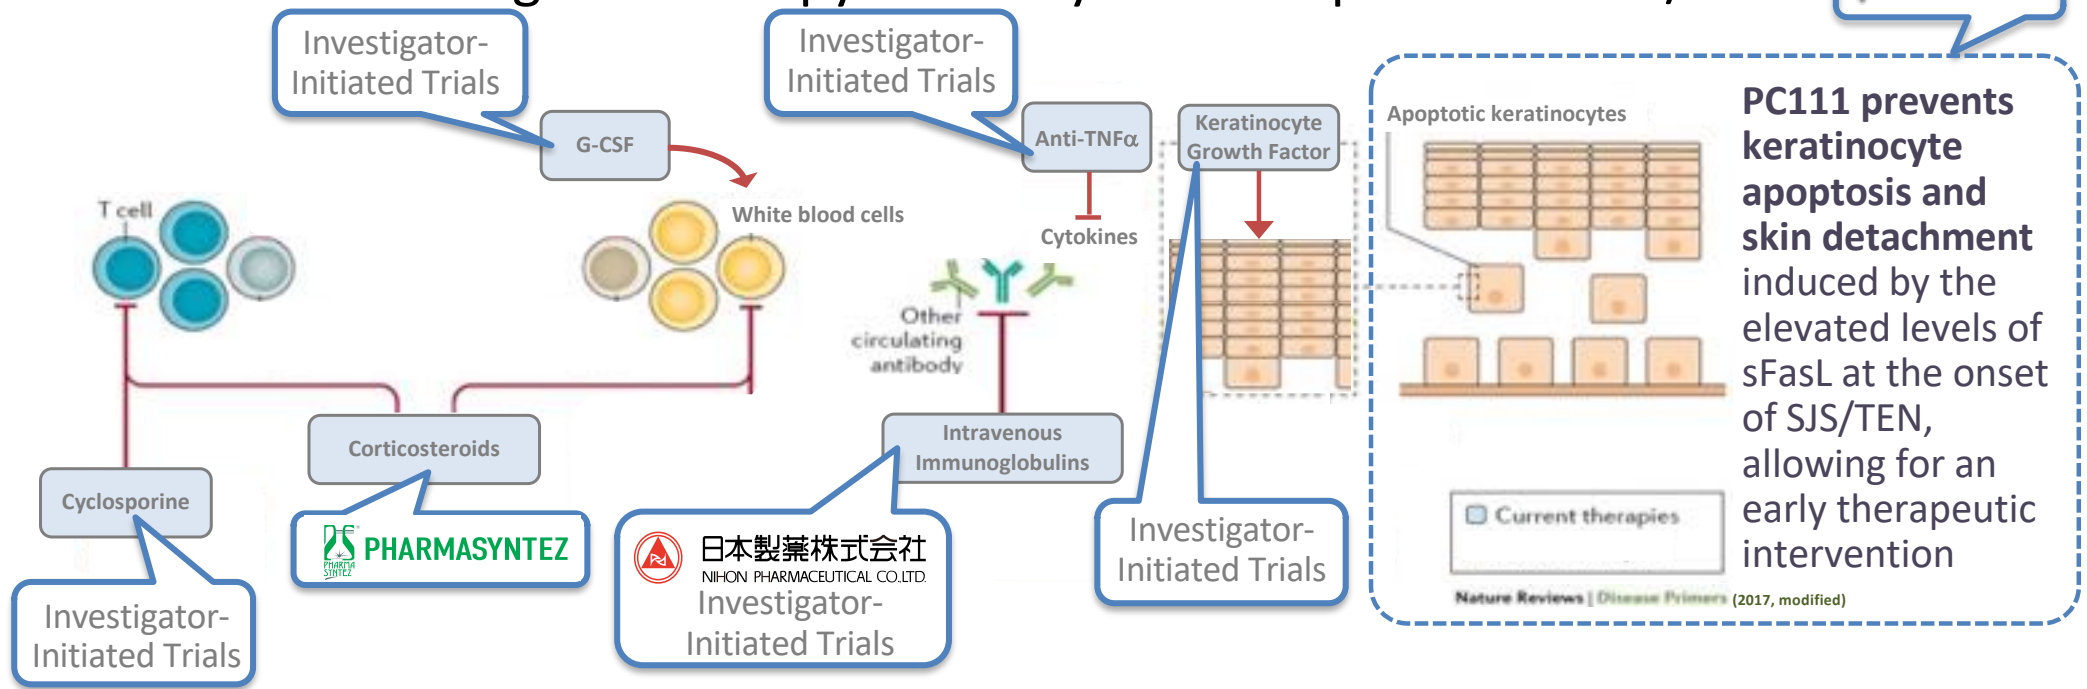 Investigator-
Initiated Trials
Investigator-
Initiated Trials
G-CSF
Anti-TNFα
Keratinocyte
Growth Factor
T cell
White blood cells
Cytokines
Other
circulating
antibody
Apoptotic keratinocytes
PC111 prevents
keratinocyte
apoptosis and
skin detachment
induced by the
elevated levels of
sFasL at the onset
of SJS/TEN,
allowing for an
early therapeutic
intervention
Corticosteroids
Intravenous
Immunoglobulins
Cyclosporine
PHARMA
SYNTEZ
PHARMASYNTEZ
日本製薬株式会社
NIHON PHARMACEUTICAL CO.,LTD.
Investigator-
Initiated Trials
Investigator-
Initiated Trials
Investigator-
Initiated Trials
Current therapies
Nature Reviews | Disease Primers (2017, modified)